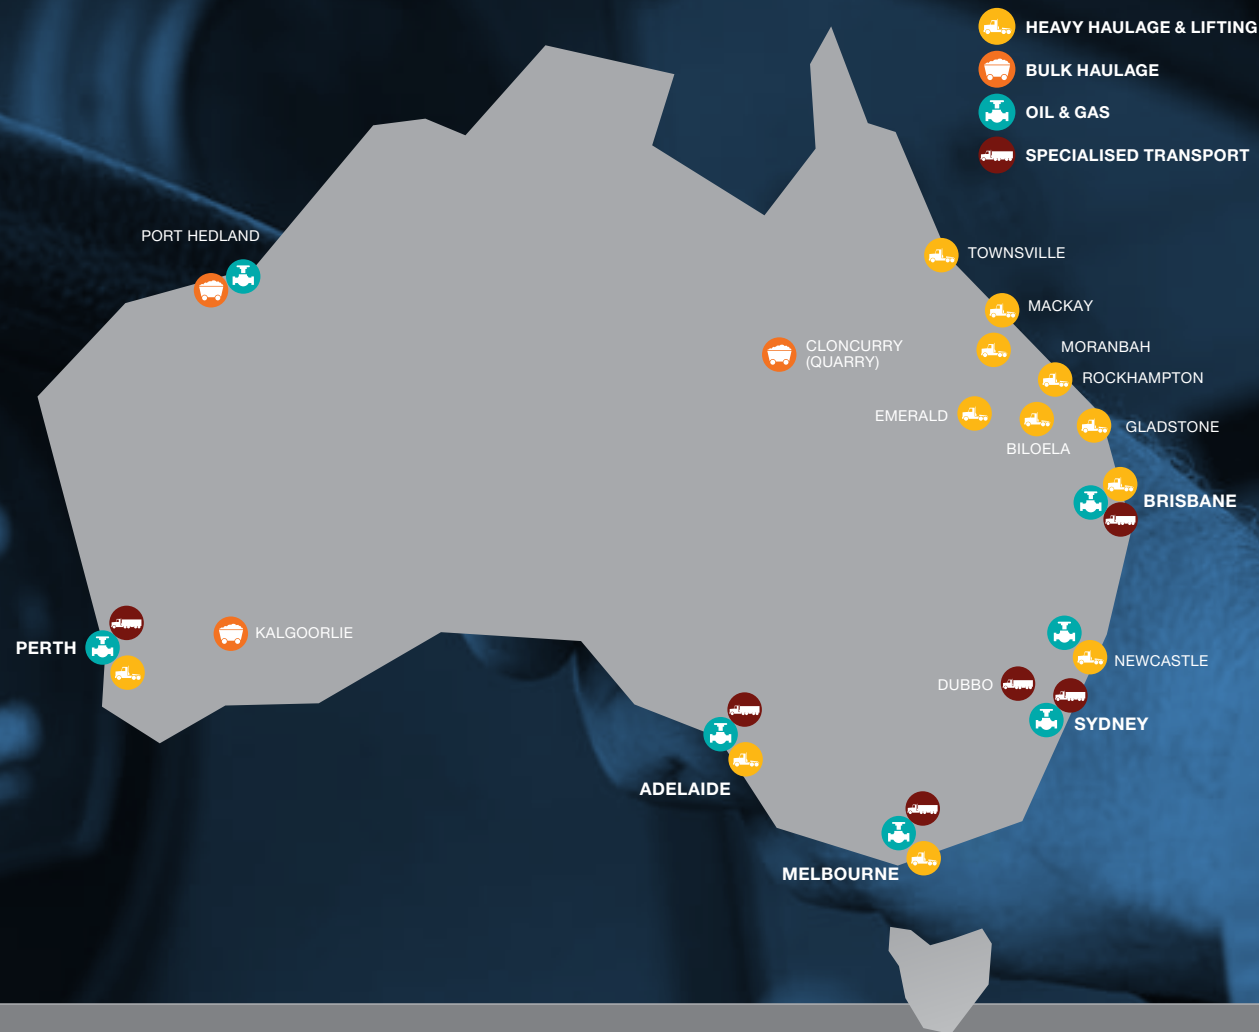 HEAVY HAULAGE & LIFTING
BULK HAULAGE
OIL & GAS
SPECIALISED TRANSPORT
PORT HEDLAND
TOWNSVILLE
MACKAY
CLONCURRY
(QUARRY)
MORANBAH
ROCKHAMPTON
EMERALD
GLADSTONE
BILOELA
BRISBANE
PERTH
KALGOORLIE
NEWCASTLE
DUBBO
SYDNEY
ADELAIDE
MELBOURNE